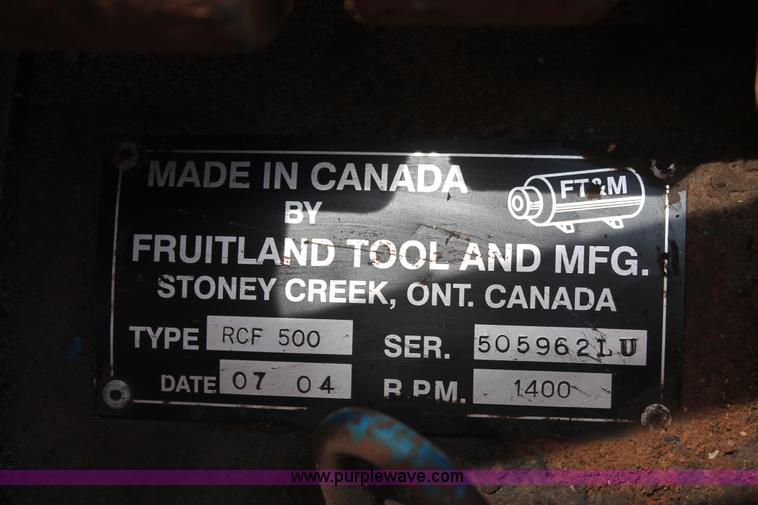 MADE IN CANADA
FT&M
BY
FRUITLAND TOOL AND MFG.
STONEY CREEK, ONT. CANADA
TYPE RCF 500 SER. 505962LU
DATE 07 04 R.P.M. 1400
www.purplewave.com